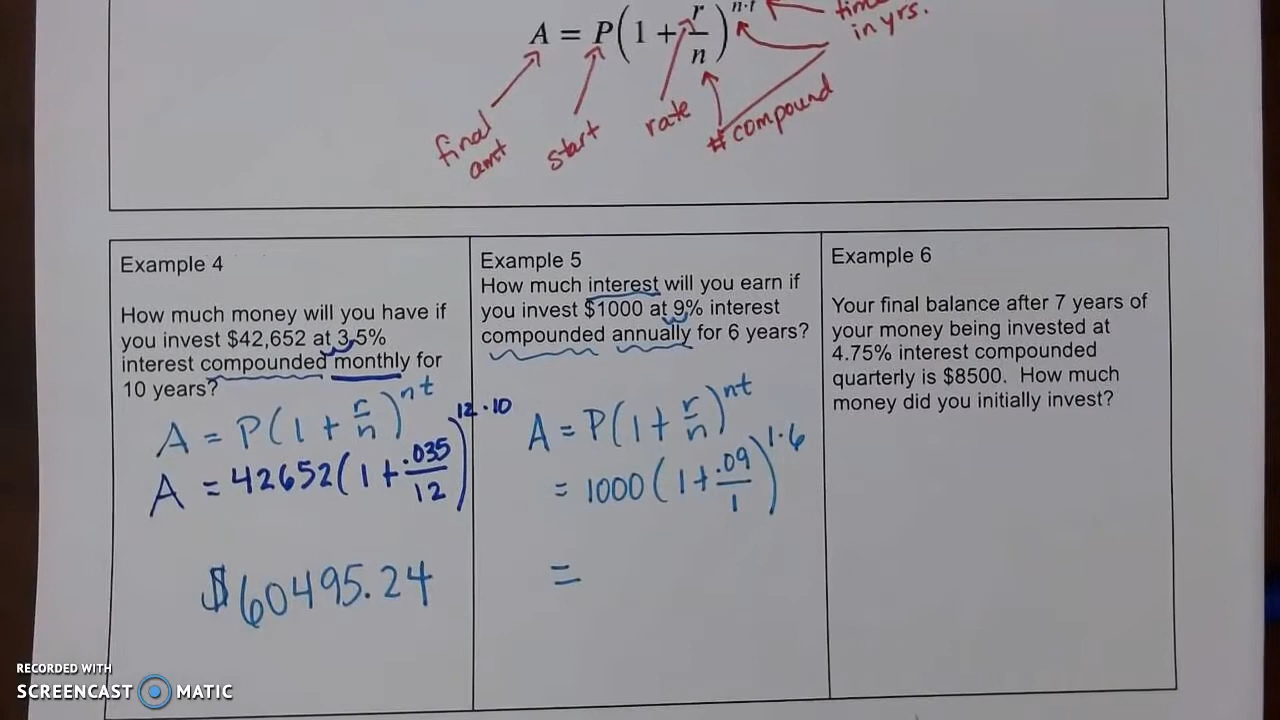 A = P(1 + r/n)^n·t
in yrs.
final
amt
start
rate
# compound
Example 4
How much money will you have if
you invest $42,652 at 3.5%
interest compounded monthly for
10 years?
A = P(1 + r/n)^nt
A = 42652(1 + .035/12)^12·10
$60495.24
Example 5
How much interest will you earn if
you invest $1000 at 9% interest
compounded annually for 6 years?
A = P(1 + r/n)^nt
= 1000(1 + .09/1)^1·6
=
Example 6
Your final balance after 7 years of
your money being invested at
4.75% interest compounded
quarterly is $8500. How much
money did you initially invest?
RECORDED WITH
SCREENCAST MATIC